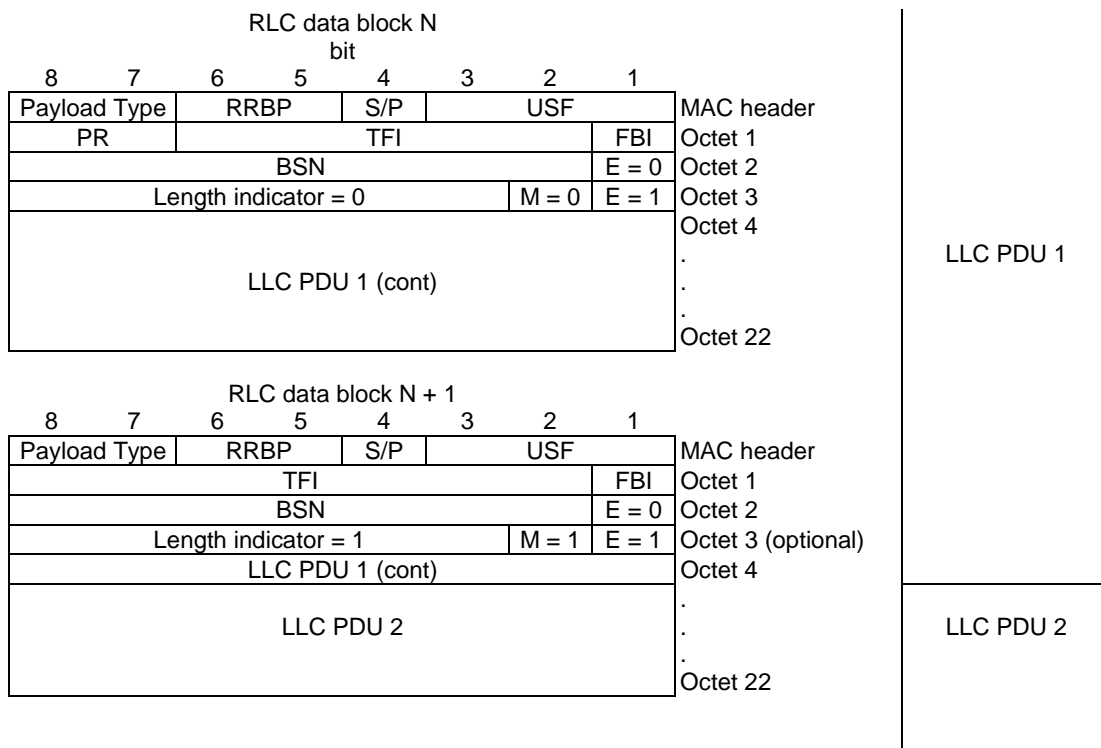 RLC data block N
bit
8 7 6 5 4 3 2 1
Payload Type RRBP S/P USF MAC header
PR TFI FBI Octet 1
BSN E = 0 Octet 2
Length indicator = 0 M = 0 E = 1 Octet 3
Octet 4
.
LLC PDU 1 (cont) . LLC PDU 1
.
Octet 22
RLC data block N + 1
8 7 6 5 4 3 2 1
Payload Type RRBP S/P USF MAC header
TFI FBI Octet 1
BSN E = 0 Octet 2
Length indicator = 1 M = 1 E = 1 Octet 3 (optional)
LLC PDU 1 (cont) Octet 4
.
LLC PDU 2 . LLC PDU 2
.
Octet 22